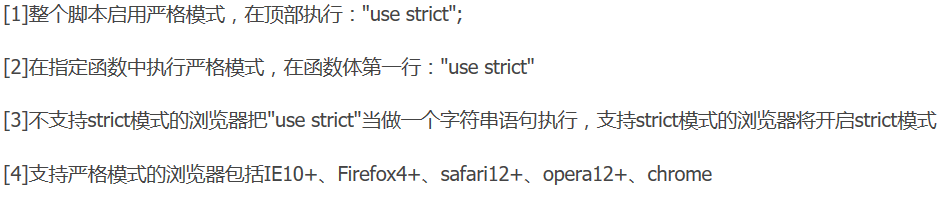 [1]整个脚本启用严格模式，在顶部执行："use strict";
[2]在指定函数中执行严格模式，在函数体第一行："use strict"
[3]不支持strict模式的浏览器把"use strict"当做一个字符串语句执行，支持strict模式的浏览器将开启strict模式
[4]支持严格模式的浏览器包括IE10+、Firefox4+、safari12+、opera12+、chrome